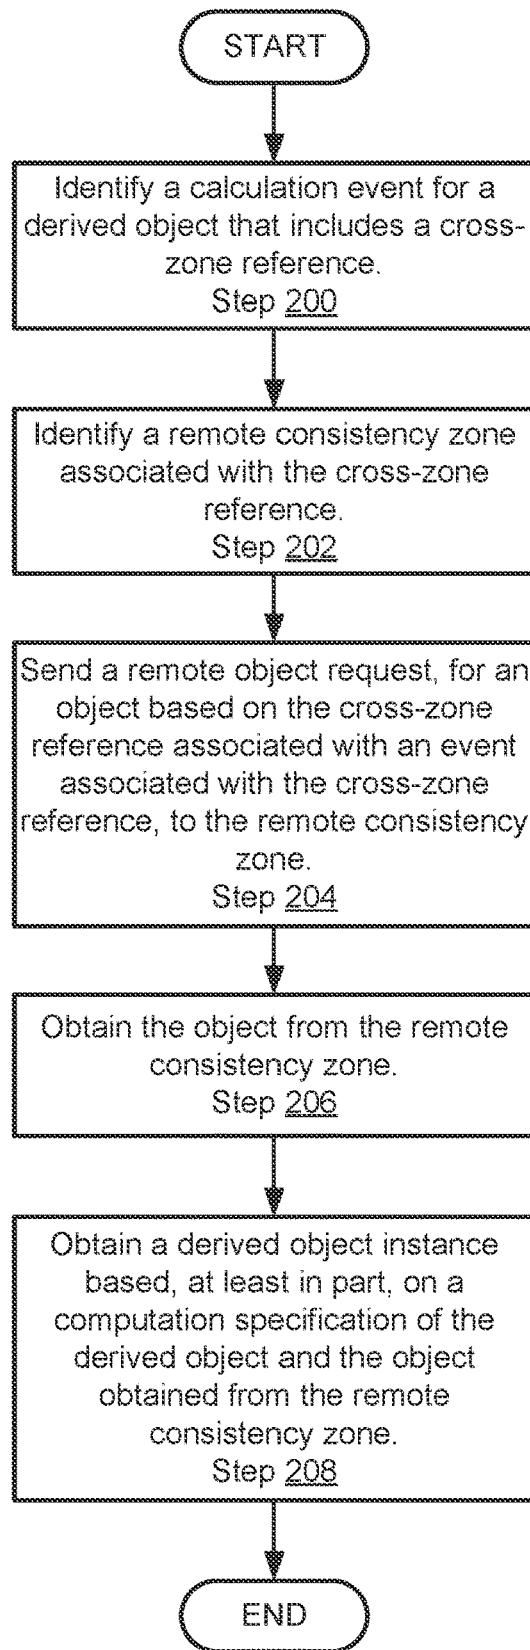 START
Identify a calculation event for a
derived object that includes a cross-
zone reference.
Step 200
Identify a remote consistency zone
associated with the cross-zone
reference.
Step 202
Send a remote object request, for an
object based on the cross-zone
reference associated with an event
associated with the cross-zone
reference, to the remote consistency
zone.
Step 204
Obtain the object from the remote
consistency zone.
Step 206
Obtain a derived object instance
based, at least in part, on a
computation specification of the
derived object and the object
obtained from the remote
consistency zone.
Step 208
END